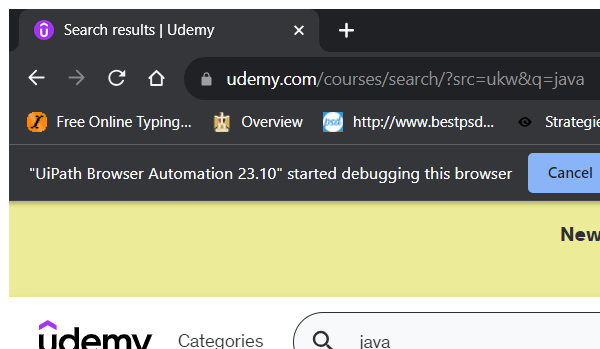 Search results | Udemy
udemy.com/courses/search/?src=ukw&q=java
Free Online Typing... Overview http://www.bestpsd... Strategie
"UiPath Browser Automation 23.10" started debugging this browser Cancel
New
udemy Categories java